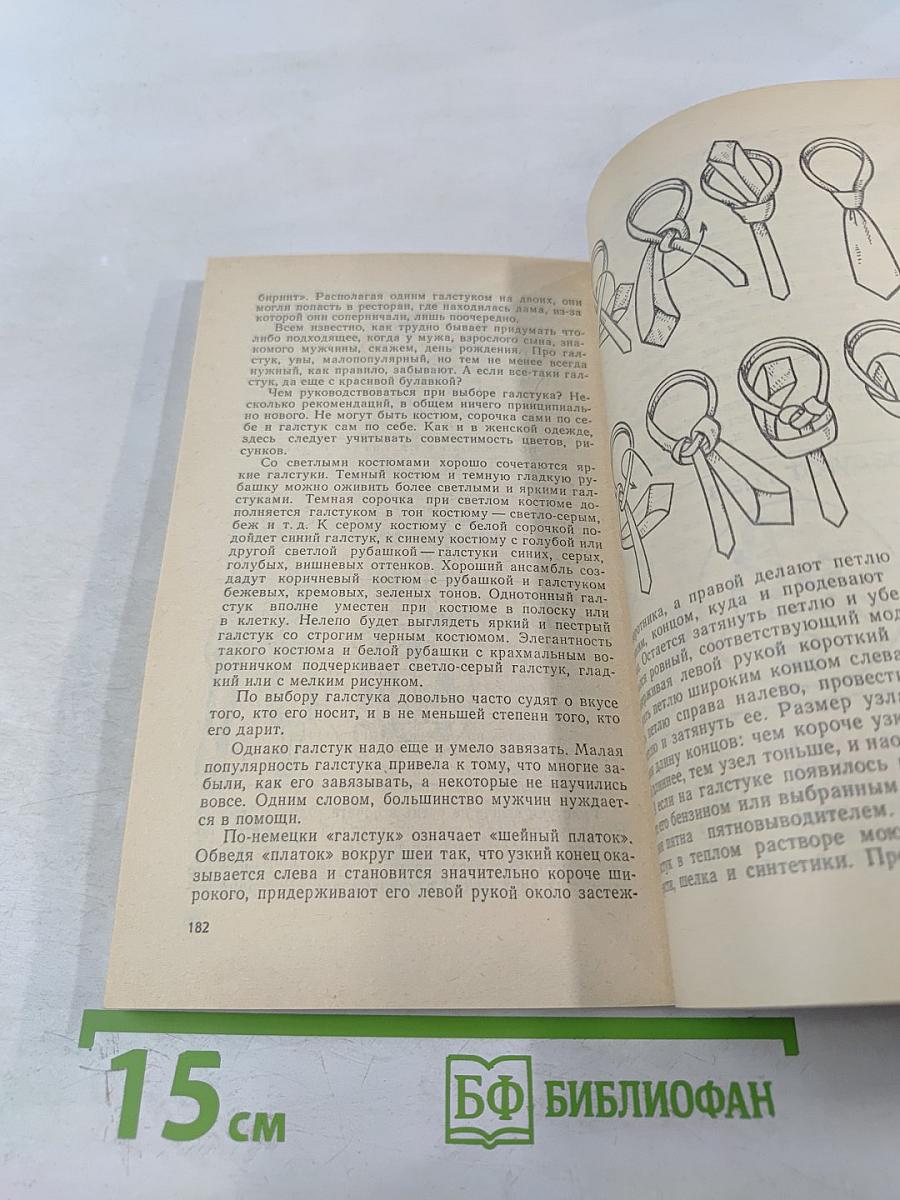 биринт». Располагая одним галстуком на двоих, они
могли попасть в ресторан, где находилась дама, из-за
которой они соперничали, лишь поочередно.
Всем известно, как трудно бывает придумать что-
либо подходящее, когда у мужа, взрослого сына, зна-
комого мужчины, скажем, день рождения. Про гал-
стук, увы, малопопулярный, но тем не менее всегда
нужный, как правило, забывают. А если все-таки гал-
стук, да еще с красивой булавкой?
Чем руководствоваться при выборе галстука? Не-
сколько рекомендаций, в общем ничего принципиаль-
но нового. Не могут быть костюм, сорочка сами по се-
бе и галстук сам по себе. Как и в женской одежде,
здесь следует учитывать совместимость цветов, ри-
сунков.
Со светлыми костюмами хорошо сочетаются яр-
кие галстуки. Темный костюм и темную гладкую ру-
башку можно оживить более светлыми и яркими гал-
стуками. Темная сорочка при светлом костюме до-
полняется галстуком в тон костюму — светло-серым,
беж и т. д. К серому костюму с белой сорочкой по-
дойдет синий галстук, к синему костюму с голубой или
другой светлой рубашкой — галстуки синих, серых,
голубых, вишневых оттенков. Хороший ансамбль соз-
дадут коричневый костюм с рубашкой и галстуком
бежевых, кремовых, зеленых тонов. Однотонный гал-
стук вполне уместен при костюме в полоску или
в клетку. Нелепо будет выглядеть яркий и пестрый
галстук со строгим черным костюмом. Элегантность
такого костюма и белой рубашки с крахмальным во-
ротничком подчеркивает светло-серый галстук, глад-
кий или с мелким рисунком.
По выбору галстука довольно часто судят о вкусе
того, кто его носит, и в не меньшей степени того, кто
его дарит.
Однако галстук надо еще и умело завязать. Малая
популярность галстука привела к тому, что многие за-
были, как его завязывать, а некоторые не научились
вовсе. Одним словом, большинство мужчин нуждает-
ся в помощи.
По-немецки «галстук» означает «шейный платок».
Обведя «платок» вокруг шеи так, что узкий конец ока-
зывается слева и становится значительно короче ши-
рокого, придерживают его левой рукой около застеж-
182
а правой делают петлю
концом, куда и продевают
Остается затянуть петлю и убе
ровный, соответствующий мод
левой рукой короткий
петлю широким концом слева
петлю справа налево, провести
и затянуть ее. Размер узла
длину концов: чем короче узк
тем узел тоньше, и нао
если на галстуке появилось
его бензином или выбранным
пятна пятновыводителем.
в теплом растворе мою
шелка и синтетики. Пр
15 см
БФ БИБЛИОФАН